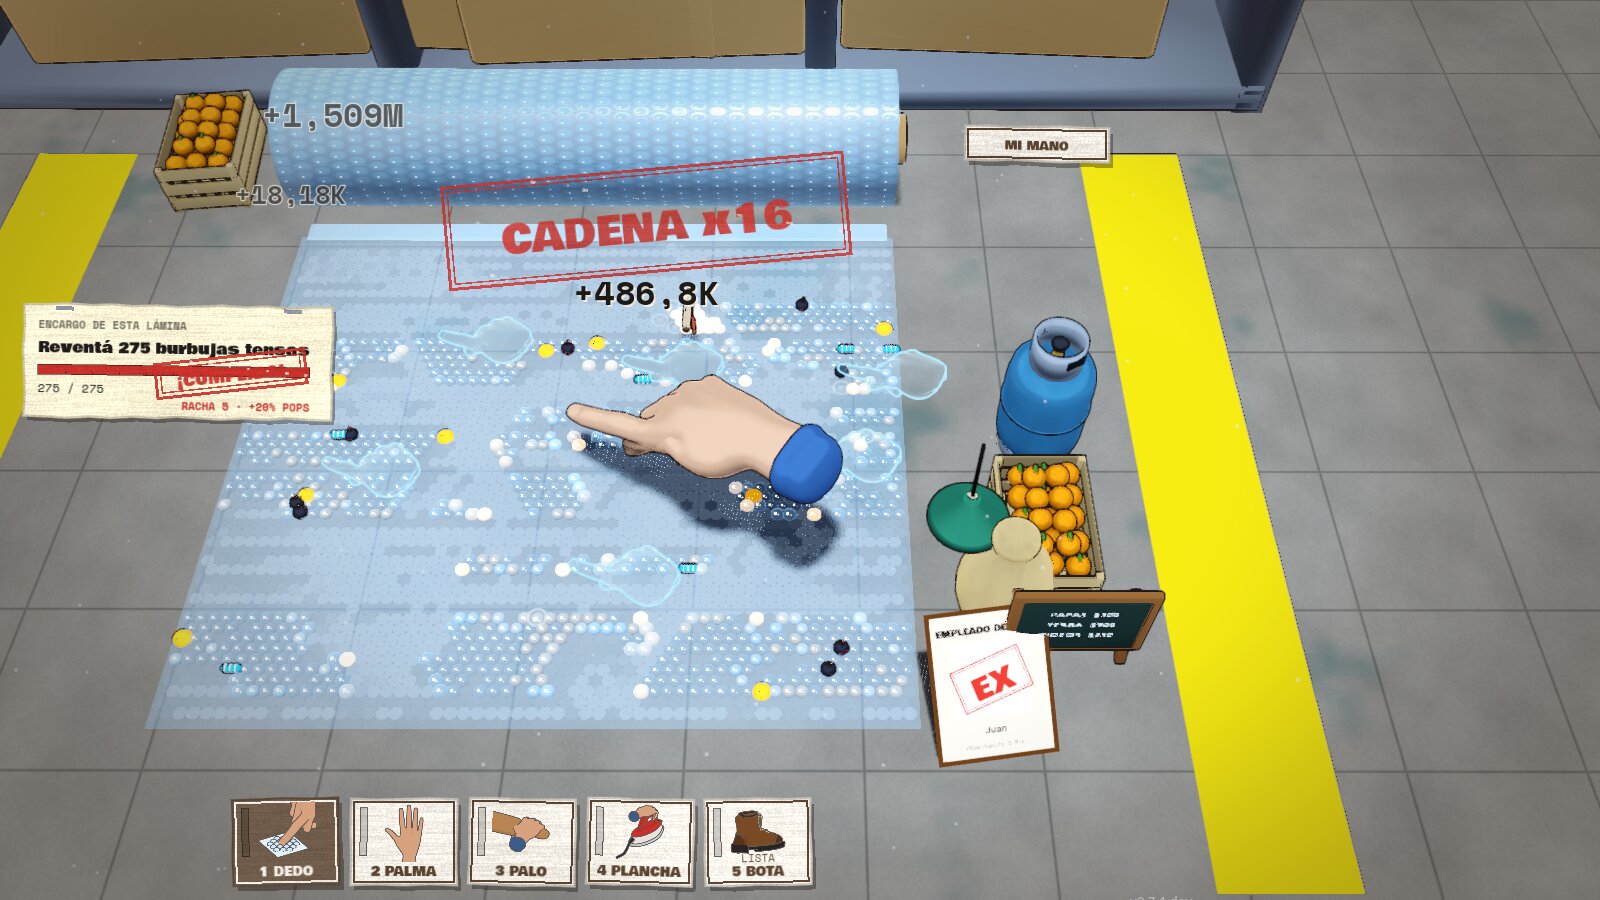 +1,509M
MI MANO
+18,18K
CADENA x16
+486,8K
ENCARGO DE ESTA LÁMINA
Reventá 275 burbujas tensas
275 / 275
RACHA 5 · +20% POPS
EMPLEADO
EX
Juan
1 DEDO
2 PALMA
3 PALO
4 PLANCHA
LISTA
5 BOTA